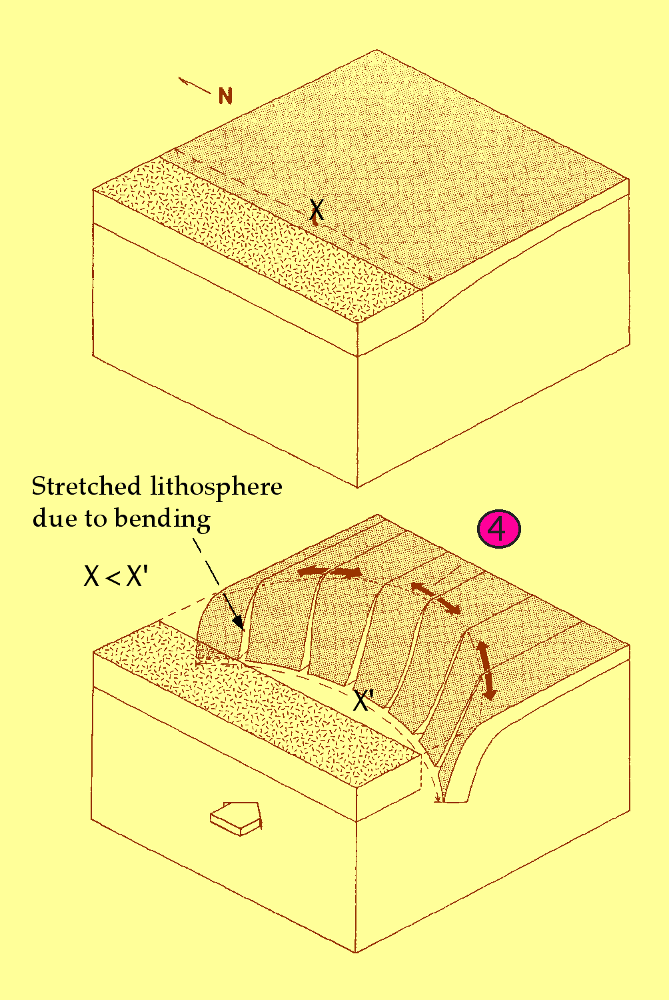 N
X
Stretched lithosphere
due to bending
4
X < X'
X'